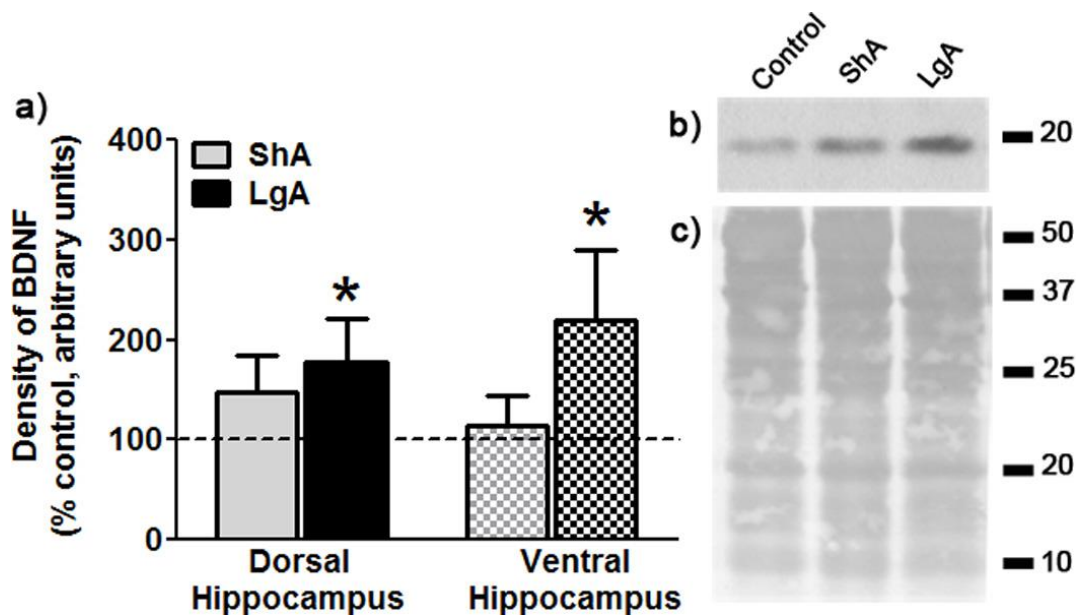 a)
Density of BDNF
(% control, arbitrary units)
400
300
200
100
0
ShA
LgA
*
*
Dorsal
Hippocampus
Ventral
Hippocampus
Control
ShA
LgA
b)
20
c)
50
37
25
20
10